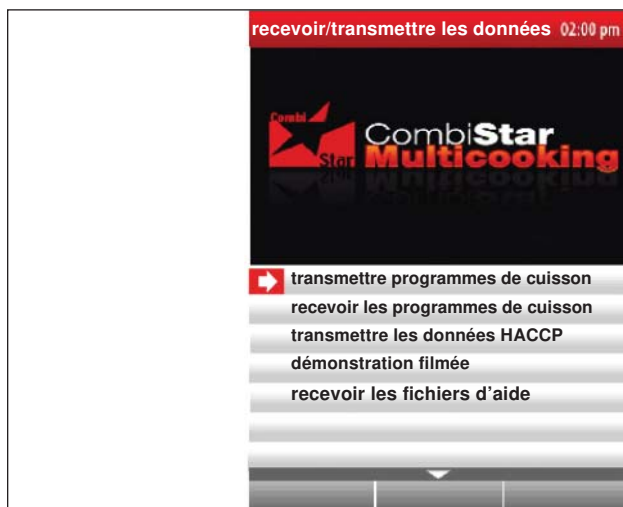 recevoir/transmettre les données 02:00 pm
Combi
Star
CombiStar
Multicooking
transmettre programmes de cuisson
recevoir les programmes de cuisson
transmettre les données HACCP
démonstration filmée
recevoir les fichiers d'aide